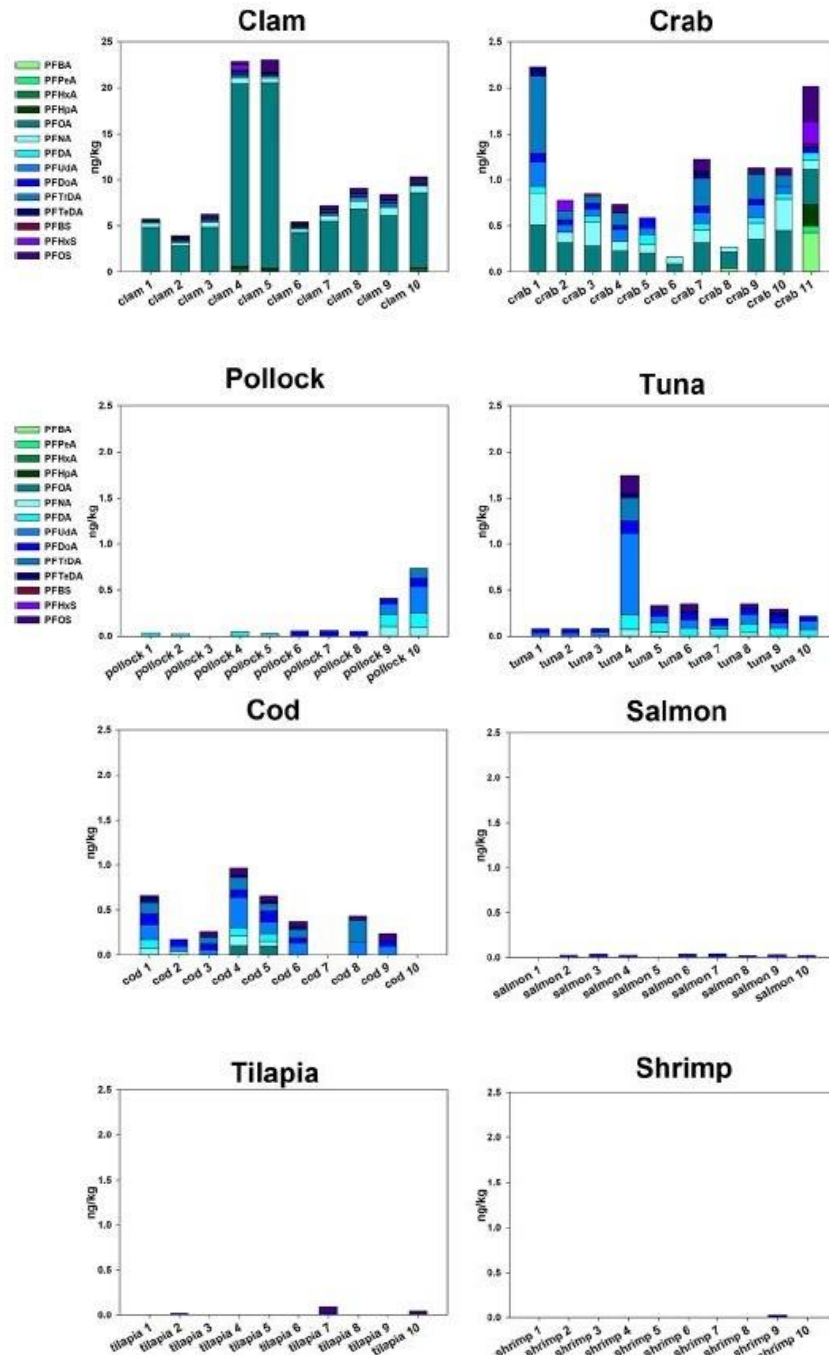 Clam
25
20
15
10
5
0
ng/kg
clam 1
clam 2
clam 3
clam 4
clam 5
clam 6
clam 7
clam 8
clam 9
clam 10
PFBA
PFPeA
PFHxA
PFHpA
PFOA
PFNA
PFDA
PFUdA
PFDoA
PFTrDA
PFTeDA
PFBS
PFHxS
PFOS
Crab
2.5
2.0
1.5
1.0
0.5
0.0
ng/kg
crab 1
crab 2
crab 3
crab 4
crab 5
crab 6
crab 7
crab 8
crab 9
crab 10
crab 11
Pollock
2.5
2.0
1.5
1.0
0.5
0.0
ng/kg
pollock 1
pollock 2
pollock 3
pollock 4
pollock 5
pollock 6
pollock 7
pollock 8
pollock 9
pollock 10
PFBA
PFPeA
PFHxA
PFHpA
PFOA
PFNA
PFDA
PFUdA
PFDoA
PFTrDA
PFTeDA
PFBS
PFHxS
PFOS
Tuna
2.5
2.0
1.5
1.0
0.5
0.0
ng/kg
tuna 1
tuna 2
tuna 3
tuna 4
tuna 5
tuna 6
tuna 7
tuna 8
tuna 9
tuna 10
Cod
2.5
2.0
1.5
1.0
0.5
0.0
ng/kg
cod 1
cod 2
cod 3
cod 4
cod 5
cod 6
cod 7
cod 8
cod 9
cod 10
Salmon
2.5
2.0
1.5
1.0
0.5
0.0
ng/kg
salmon 1
salmon 2
salmon 3
salmon 4
salmon 5
salmon 6
salmon 7
salmon 8
salmon 9
salmon 10
Tilapia
2.5
2.0
1.5
1.0
0.5
0.0
ng/kg
tilapia 1
tilapia 2
tilapia 3
tilapia 4
tilapia 5
tilapia 6
tilapia 7
tilapia 8
tilapia 9
tilapia 10
Shrimp
2.5
2.0
1.5
1.0
0.5
0.0
ng/kg
shrimp 1
shrimp 2
shrimp 3
shrimp 4
shrimp 5
shrimp 6
shrimp 7
shrimp 8
shrimp 9
shrimp 10